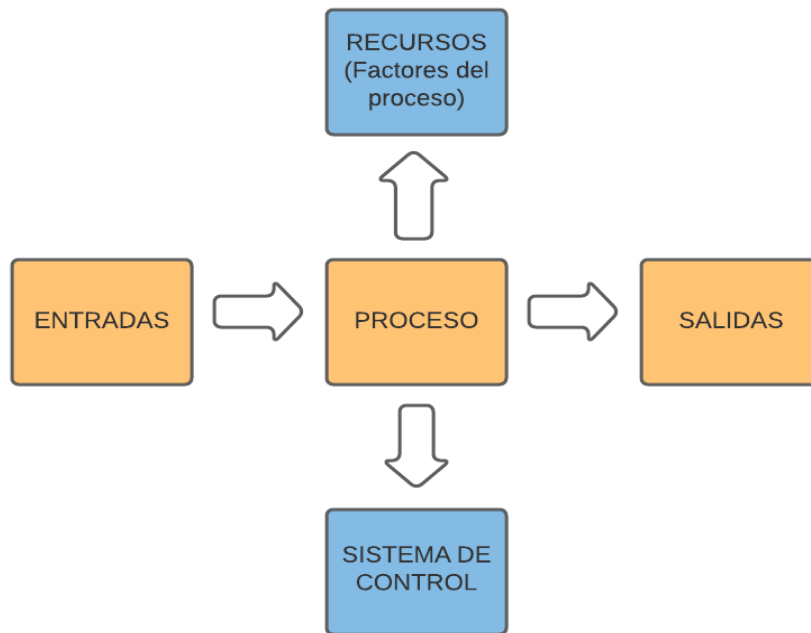 RECURSOS
(Factores del
proceso)
ENTRADAS
PROCESO
SALIDAS
SISTEMA DE
CONTROL